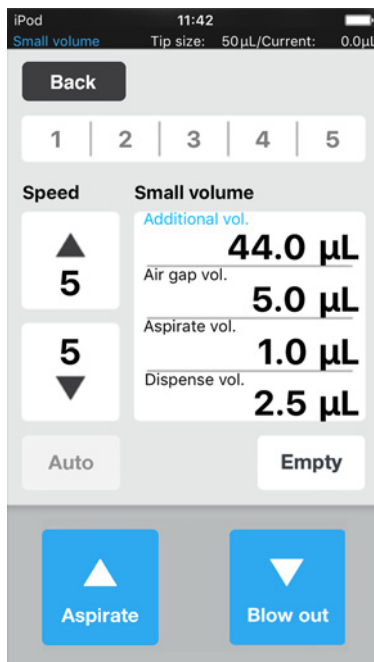 iPod 11:42
Small volume Tip size: 50µL/Current: 0.0µL
Back
1 2 3 4 5
Speed Small volume
Additional vol.
44.0 µL
5
Air gap vol.
5.0 µL
5
Aspirate vol.
1.0 µL
Dispense vol.
2.5 µL
Auto Empty
Aspirate Blow out